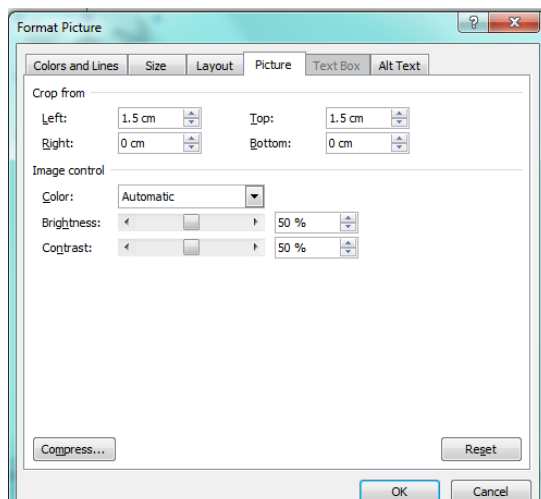 Format Picture
Colors and Lines Size Layout Picture Text Box Alt Text
Crop from
Left: 1.5 cm Top: 1.5 cm
Right: 0 cm Bottom: 0 cm
Image control
Color: Automatic
Brightness: 50 %
Contrast: 50 %
Compress... Reset
OK Cancel